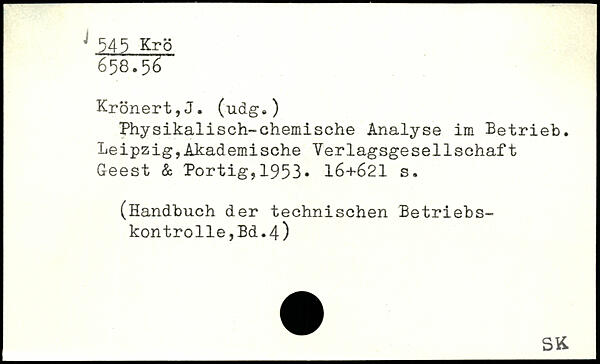 545 Krö
658.56
Krönert,J. (udg.)
Physikalisch-chemische Analyse im Betrieb.
Leipzig,Akademische Verlagsgesellschaft
Geest & Portig,1953. 16+621 s.
(Handbuch der technischen Betriebs-
kontrolle,Bd.4)
SK